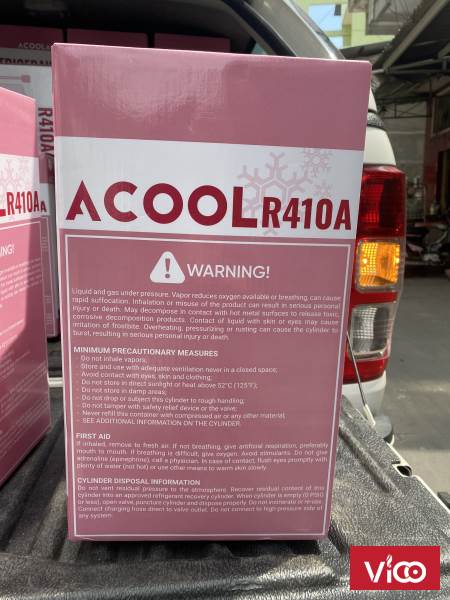 ACOOL
R410A
R410A
ACOOLR410A
WARNING!
Liquid and gas under pressure. Vapor reduces oxygen available or breathing, can cause
rapid suffocation. Inhalation or misuse of the product can result in serious personal
injury or death. May decompose in contact with hot metal surfaces to release toxic,
corrosive decomposition products. Contact of liquid with skin or eyes may cause
irritation of frostbite. Overheating, pressurizing or rusting can cause the cylinder to
burst, resulting in serious personal injury or death.
MINIMUM PRECAUTIONARY MEASURES
- Do not inhale vapors;
- Store and use with adequate ventilation never in a closed space;
- Avoid contact with eyes, skin and clothing;
- Do not store in direct sunlight or heat above 52°C (125°F);
- Do not store in damp areas;
- Do not drop or subject this cylinder to rough handling;
- Do not tamper with safety relief device or the valve;
- Never refill this container with compressed air or any other material,
- SEE ADDITIONAL INFORMATION ON THE CYLINDER.
FIRST AID
If inhaled, remove to fresh air. If not breathing, give artificial respiration, preferably
mouth to mouth. If breathing is difficult, give oxygen. Avoid stimulants. Do not give
adrenaline (epinephrine), call a physician. In case of contact, flush eyes promptly with
plenty of water (not hot) or use other means to warm skin slowly.
CYLINDER DISPOSAL INFORMATION
Do not vent residual pressure to the atmosphere. Recover residual content of this
cylinder into an approved refrigerant recovery cylinder. When cylinder is empty (0 PSIG
or less), open valve, puncture cylinder and dispose properly. Do not incinerate or re-use.
Connect charging hose direct to valve outlet. Do not connect to high pressure side of
any system.
Vioo